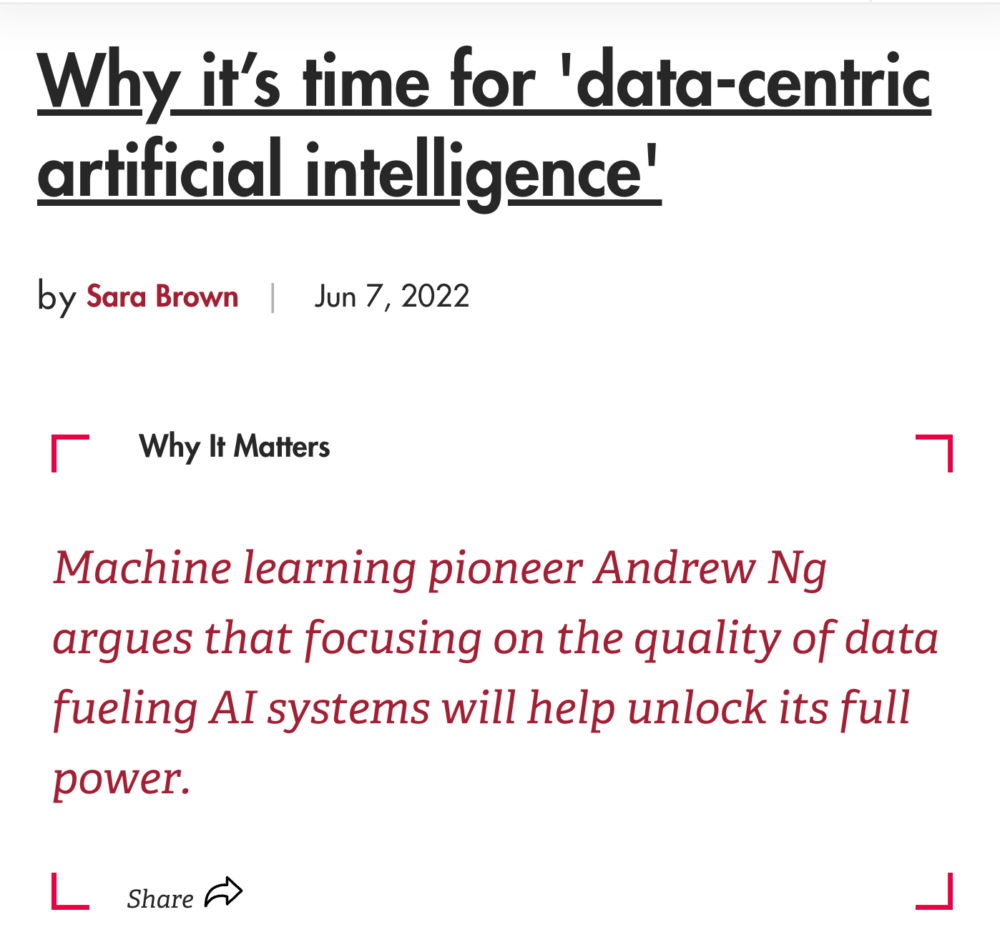 Why it’s time for 'data-centric
artificial intelligence'
by Sara Brown | Jun 7, 2022
Why It Matters
Machine learning pioneer Andrew Ng
argues that focusing on the quality of data
fueling AI systems will help unlock its full
power.
Share